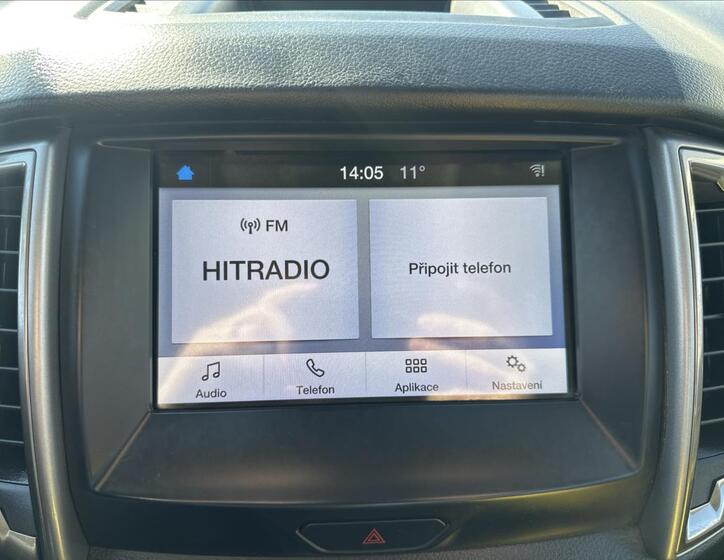 14:05 11°
FM
HITRADIO
Připojit telefon
Audio
Telefon
Aplikace
Nastavení